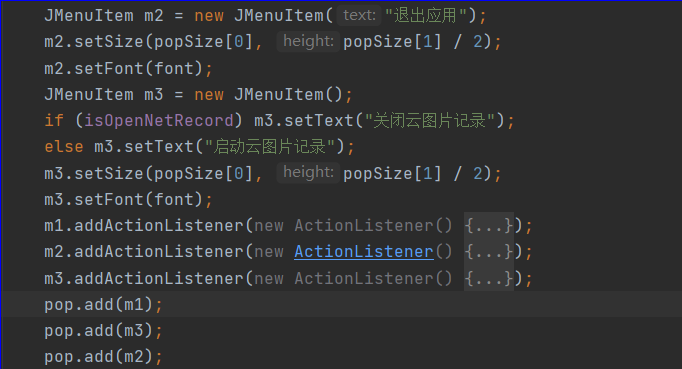 JMenuItem m2 = new JMenuItem( text: "退出应用");
m2.setSize(popSize[0], height: popSize[1] / 2);
m2.setFont(font);
JMenuItem m3 = new JMenuItem();
if (isOpenNetRecord) m3.setText("关闭云图片记录");
else m3.setText("启动云图片记录");
m3.setSize(popSize[0], height: popSize[1] / 2);
m3.setFont(font);
m1.addActionListener(new ActionListener() {...});
m2.addActionListener(new ActionListener() {...});
m3.addActionListener(new ActionListener() {...});
pop.add(m1);
pop.add(m3);
pop.add(m2);